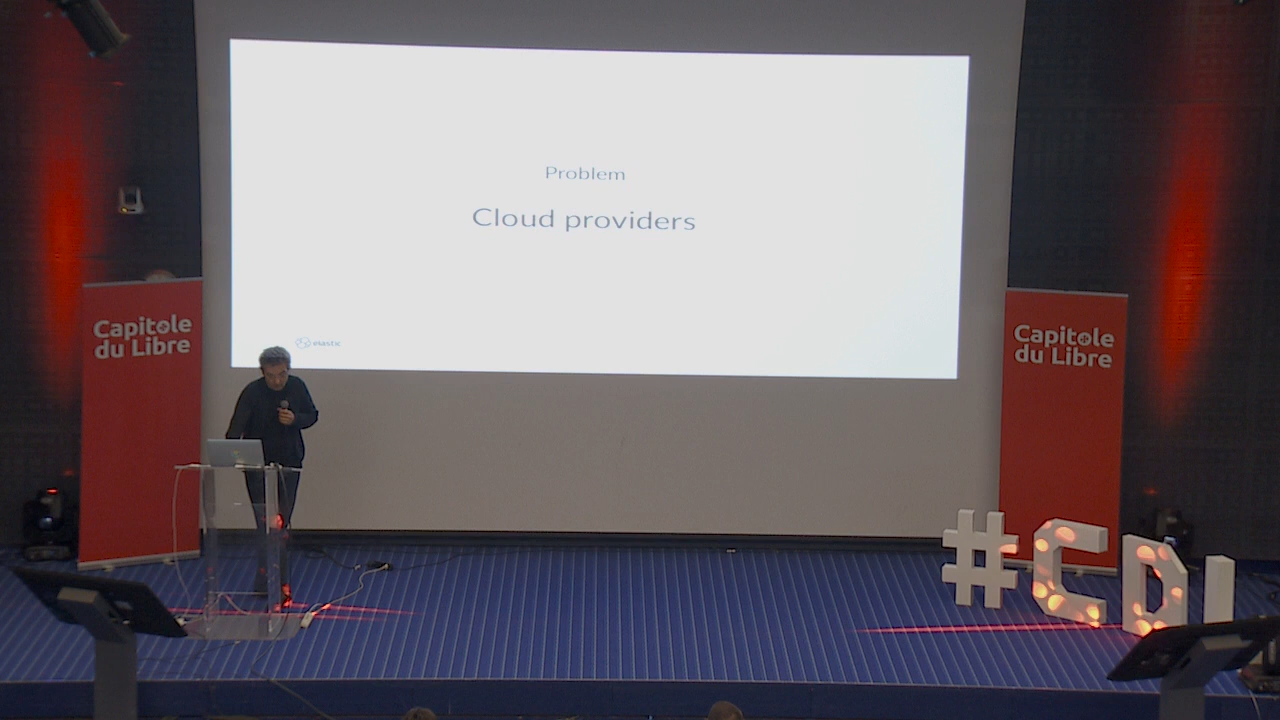 Problem
Cloud providers
elastic
Capitole
du Libre
Capitole
du Libre
#CDL